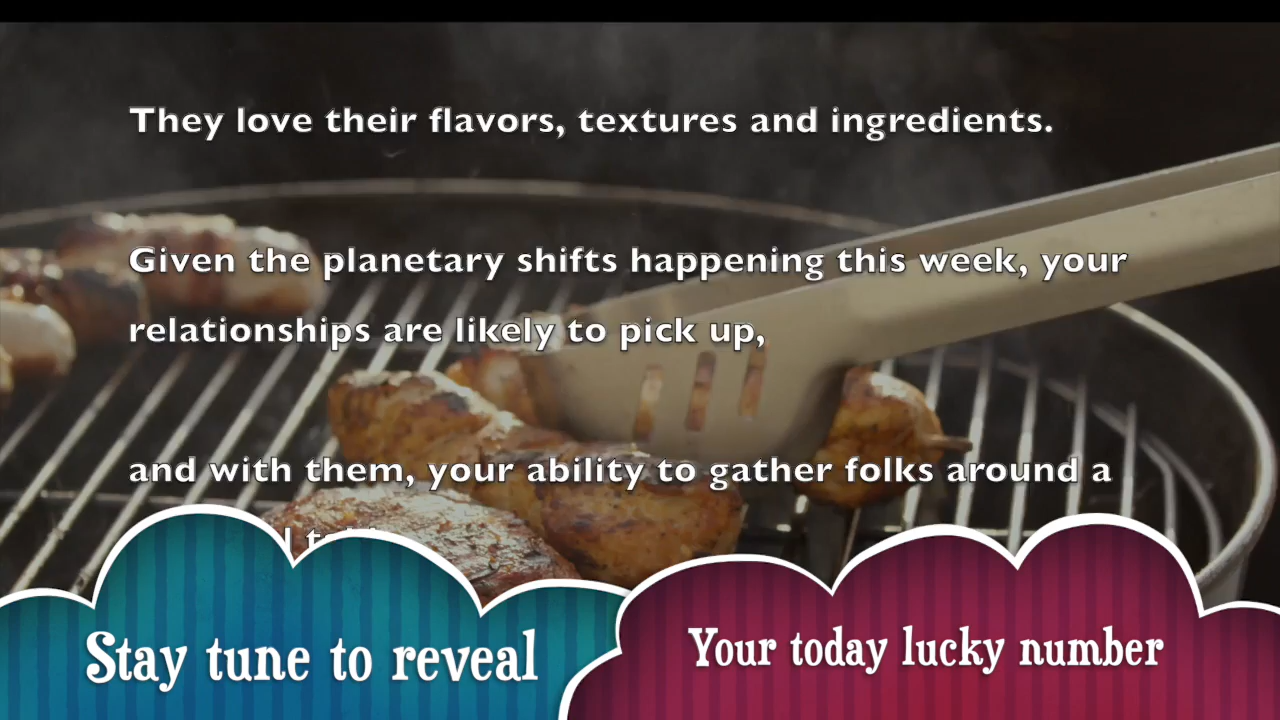 They love their flavors, textures and ingredients.
Given the planetary shifts happening this week, your
relationships are likely to pick up,
and with them, your ability to gather folks around a
Stay tune to reveal
Your today lucky number